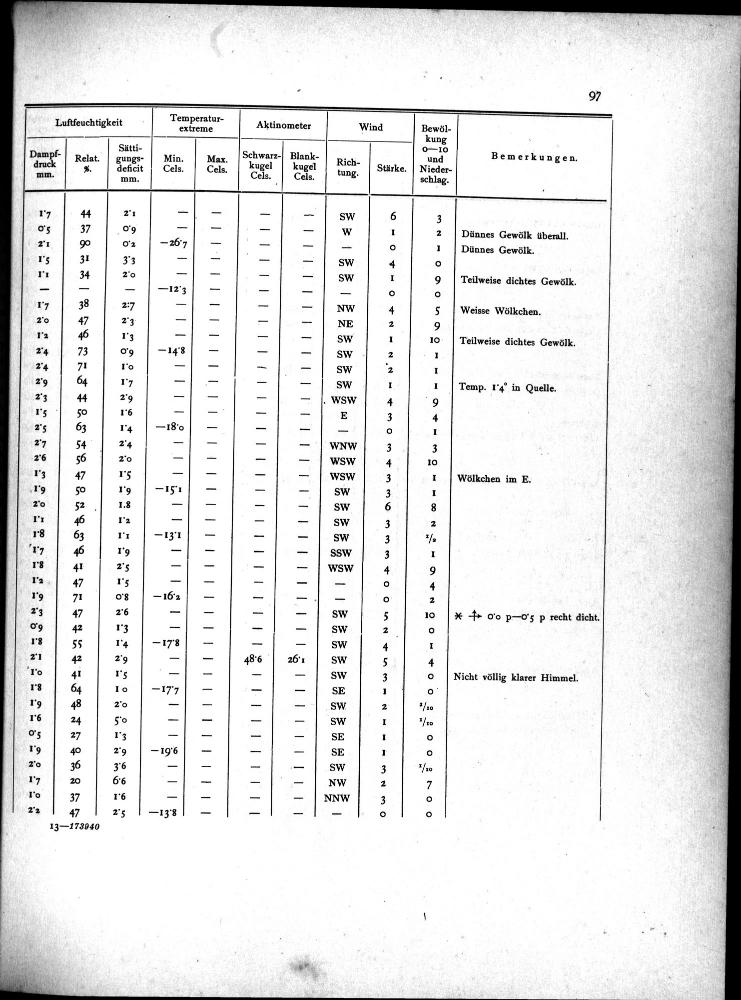 97
Luftfeuchtigkeit Temperatur-extreme Aktinometer Wind Bewöl-kung 0—10 und Nieder-schlag. Bemerkungen.
Dampf-druck mm. Relat. %. Sätti-gungs-deficit mm. Min. Cels. Max. Cels. Schwarz-kugel Cels. Blank-kugel Cels. Rich-tung. Stärke.
1·7 44 2·1 — — — — SW 6 3
0·5 37 0·9 — — — — W 1 2 Dünnes Gewölk überall.
2·1 90 0·2 —26·7 — — — — 0 1 Dünnes Gewölk.
1·5 31 3·3 — — — — SW 4 0
1·1 34 2·0 — — — — SW 1 9 Teilweise dichtes Gewölk.
— — — —12·3 — — — — 0 0
1·7 38 2:7 — — — — NW 4 5 Weisse Wölkchen.
2·0 47 2·3 — — — — NE 2 9
1·2 46 1·3 — — — — SW 1 10 Teilweise dichtes Gewölk.
2·4 73 0·9 —14·8 — — — SW 2 1
2·4 71 1·0 — — — — SW 2 1
2·9 64 1·7 — — — — SW 1 1 Temp. 1·4° in Quelle.
2·3 44 2·9 — — — — WSW 4 9
1·5 50 1·6 — — — — E 3 4
2·5 63 1·4 —18·0 — — — — 0 1
2·7 54 2·4 — — — — WNW 3 3
2·6 56 2·0 — — — — WSW 4 10
1·3 47 1·5 — — — — WSW 3 1 Wölkchen im E.
1·9 50 1·9 —15·1 — — — SW 3 1
2·0 52 1.8 — — — — SW 6 8
1·1 46 1·2 — — — — SW 3 2
1·8 63 1·1 —13·1 — — — SW 3 1/2
1·7 46 1·9 — — — — SSW 3 1
1·8 41 2·5 — — — — WSW 4 9
1·2 47 1·5 — — — — — 0 4
1·9 71 0·8 —16·2 — — — — 0 2
2·3 47 2·6 — — — — SW 5 10 0·0 p—0·5 p recht dicht.
0·9 42 1·3 — — — — SW 2 0
1·8 55 1·4 —17·8 — — — SW 4 1
2·1 42 2·9 — — 48·6 26·1 SW 5 4
1·0 41 1·5 — — — — SW 3 0 Nicht völlig klarer Himmel.
1·8 64 1 0 —17·7 — — — SE 1 0
1·9 48 2·0 — — — — SW 2 1/10
1·6 24 5·0 — — — — SW 1 1/10
0·5 27 1·3 — — — — SE 1 0
1·9 40 2·9 —19·6 — — — SE 1 0
2·0 36 3·6 — — — — SW 3 1/10
1·7 20 6·6 — — — — NW 2 7
1·0 37 1·6 — — — — NNW 3 0
2·2 47 2·5 —13·8 — — — — 0 0
13—173940